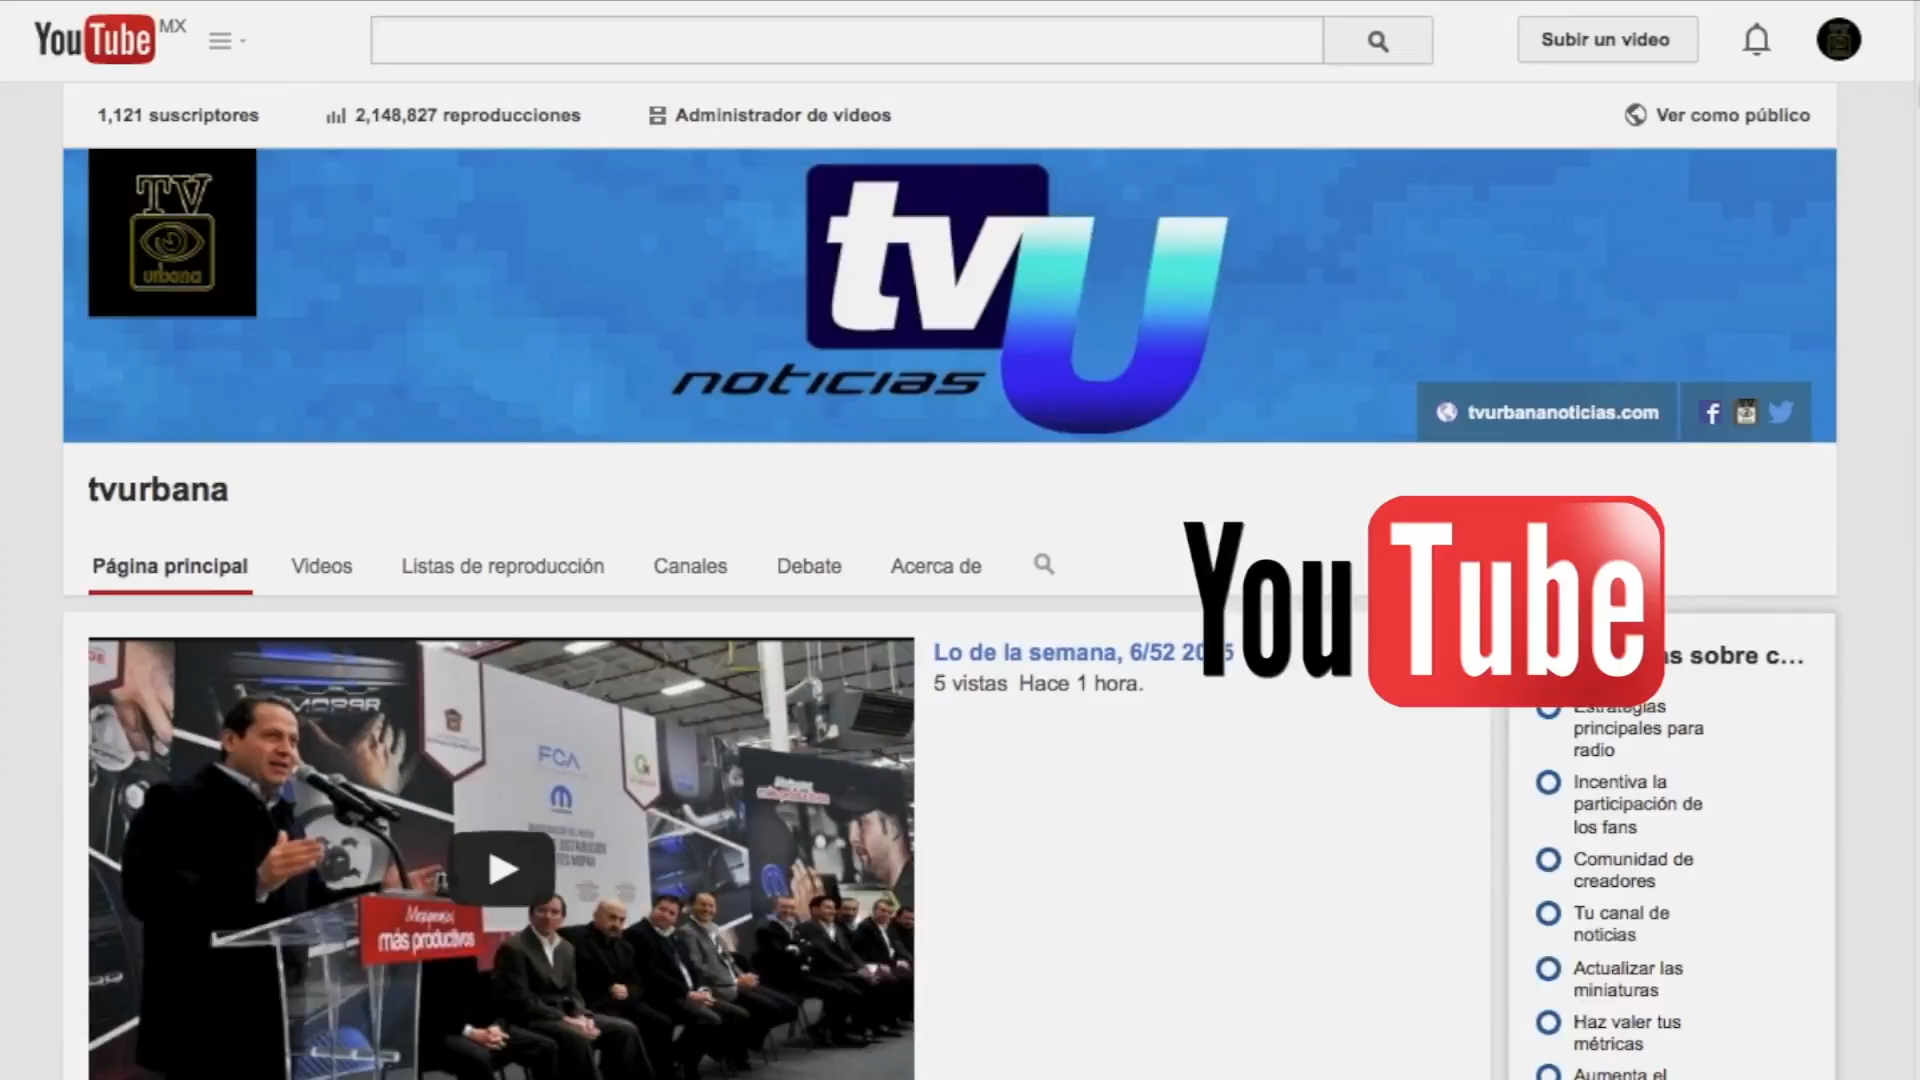 YouTube MX
Subir un video
1,121 suscriptores
2,148,827 reproducciones
Administrador de videos
Ver como público
TV
urbana
tvU
noticias
tvurbananoticias.com
tvurbana
Página principal
Videos
Listas de reproducción
Canales
Debate
Acerca de
YouTube
Lo de la semana, 6/52
5 vistas Hace 1 hora.
sobre c...
Estrategias
principales para
radio
Incentiva la
participación de
los fans
Comunidad de
creadores
Tu canal de
noticias
Actualizar las
miniaturas
Haz valer tus
métricas
Aumenta el
MOPAR
FCA
más productivos